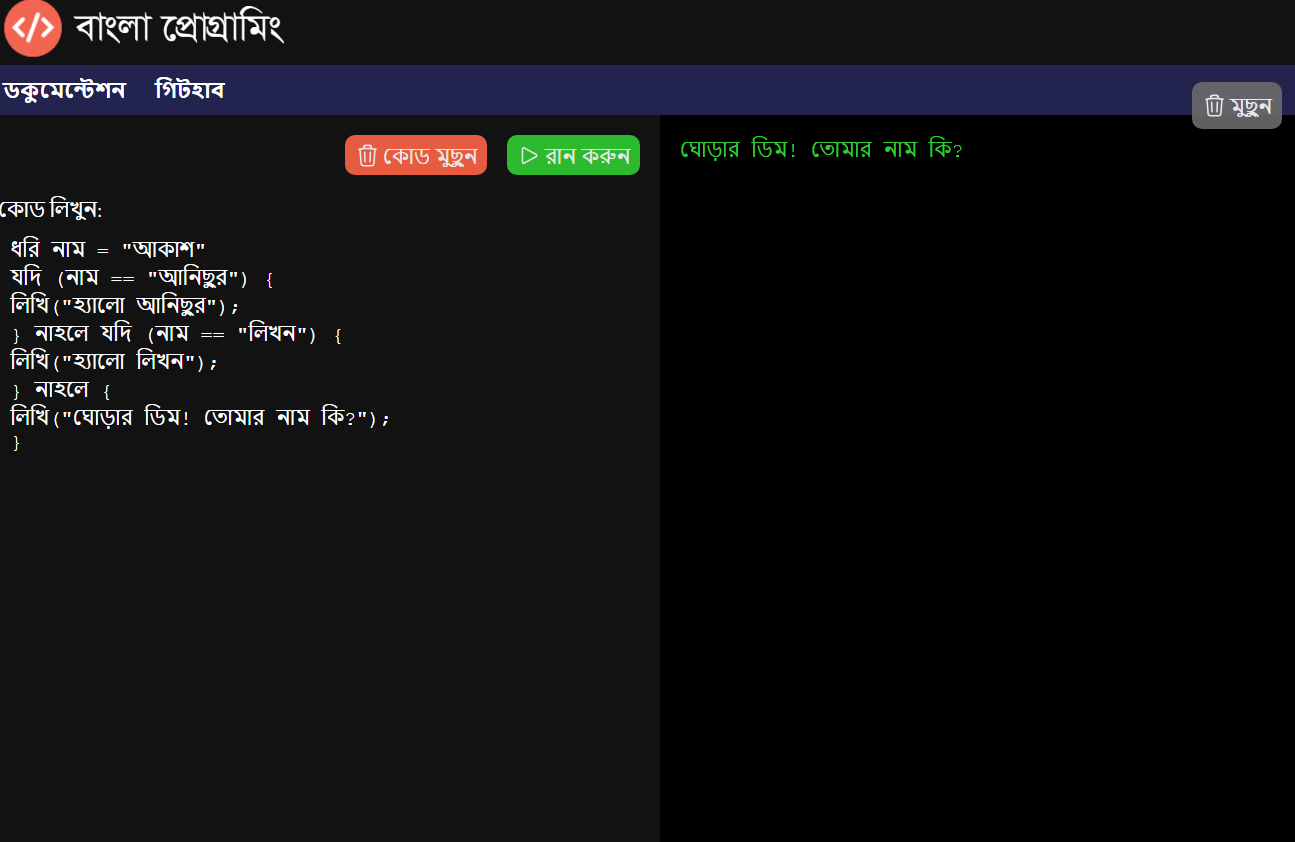 </> বাংলা প্রোগ্রামিং
ডকুমেন্টেশন গিটহাব
মুছুন
কোড মুছুন রান করুন
কোড লিখুন:
ধরি নাম = "আকাশ"
যদি (নাম == "আনিছুর") {
লিখি("হ্যালো আনিছুর");
} নাহলে যদি (নাম == "লিখন") {
লিখি("হ্যালো লিখন");
} নাহলে {
লিখি("ঘোড়ার ডিম! তোমার নাম কি?");
}
ঘোড়ার ডিম! তোমার নাম কি?